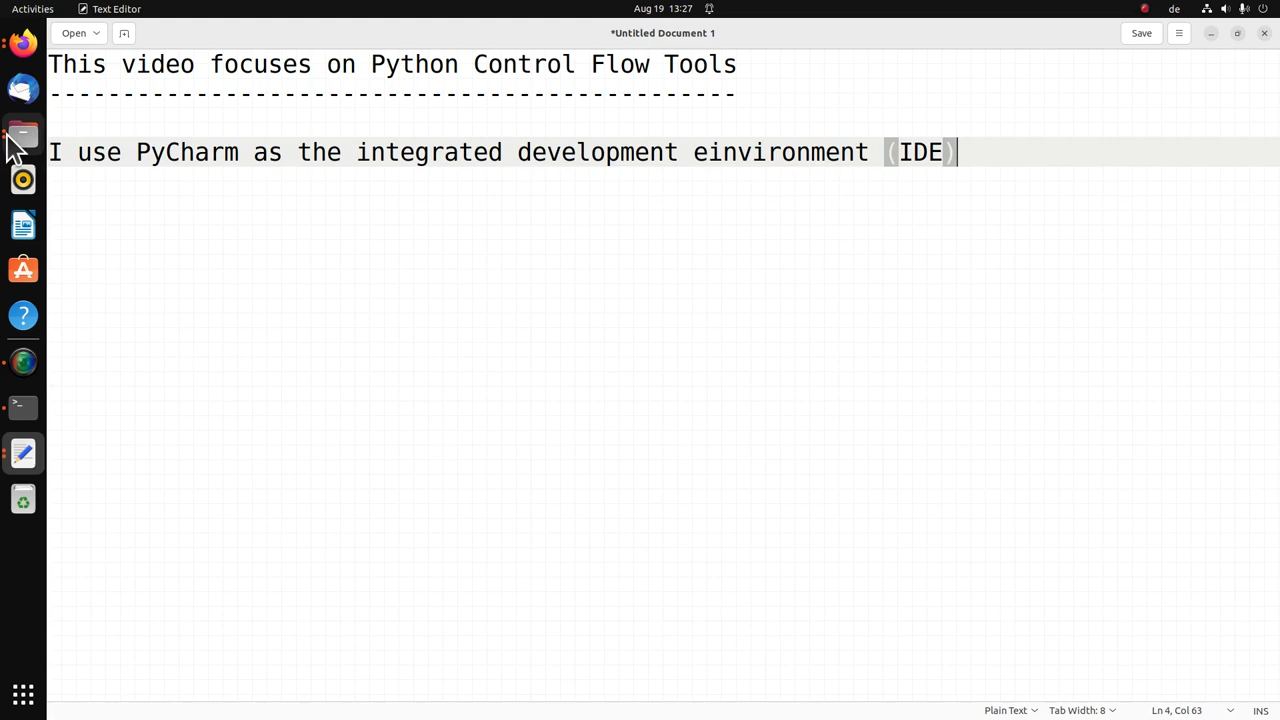 Activities Text Editor Aug 19 13:27 de
Open *Untitled Document 1 Save
This video focuses on Python Control Flow Tools
-----------------------------------------------
I use PyCharm as the integrated development einvironment (IDE)
Plain Text Tab Width: 8 Ln 4, Col 63 INS